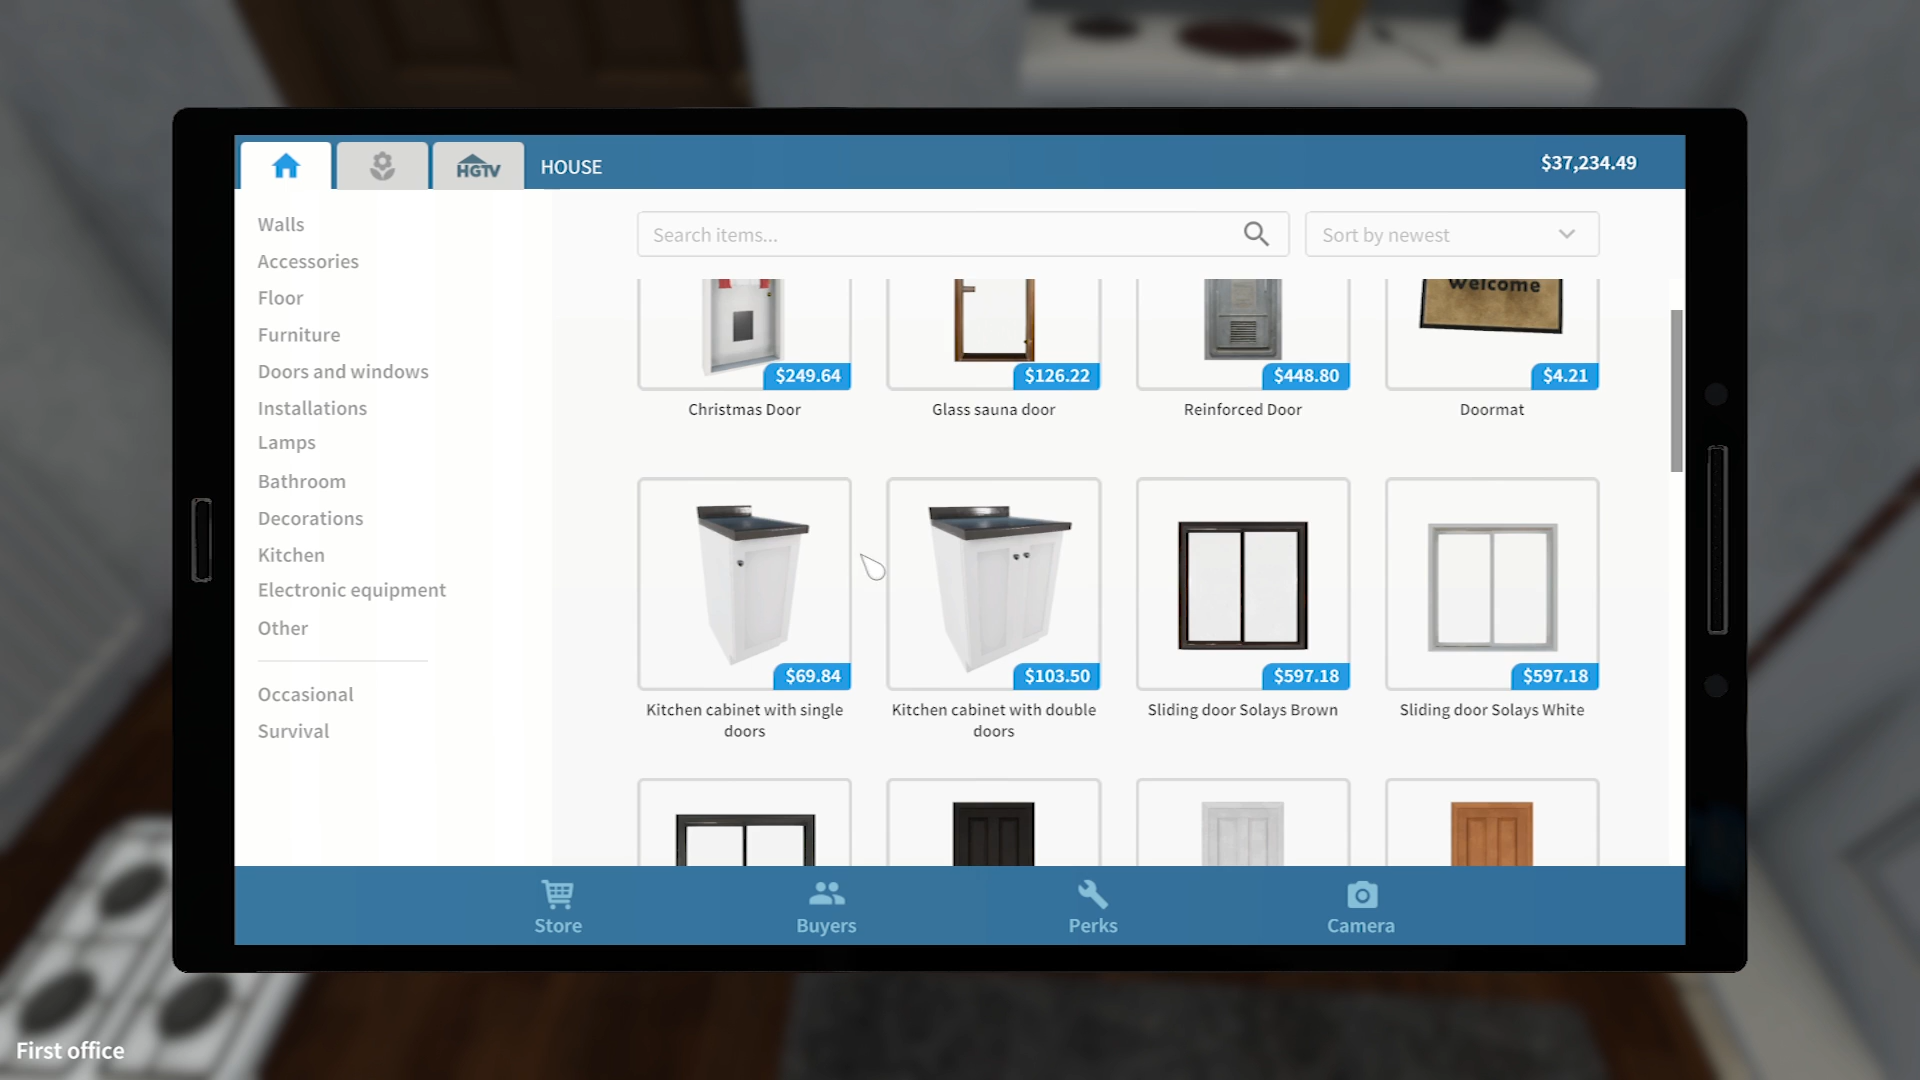 HGTV
HOUSE
$37,234.49
Walls
Accessories
Floor
Furniture
Doors and windows
Installations
Lamps
Bathroom
Decorations
Kitchen
Electronic equipment
Other
Occasional
Survival
Search items...
Sort by newest
Welcome
$249.64
$126.22
$448.80
$4.21
Christmas Door
Glass sauna door
Reinforced Door
Doormat
$69.84
$103.50
$597.18
$597.18
Kitchen cabinet with single
doors
Kitchen cabinet with double
doors
Sliding door Solays Brown
Sliding door Solays White
Store
Buyers
Perks
Camera
First office